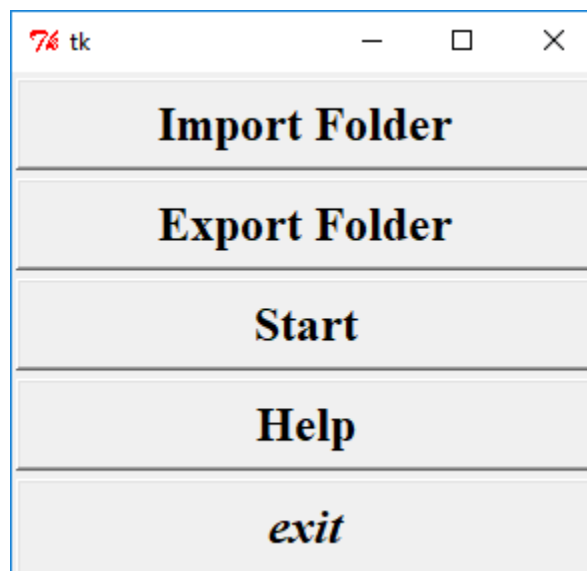 tk
Import Folder
Export Folder
Start
Help
exit